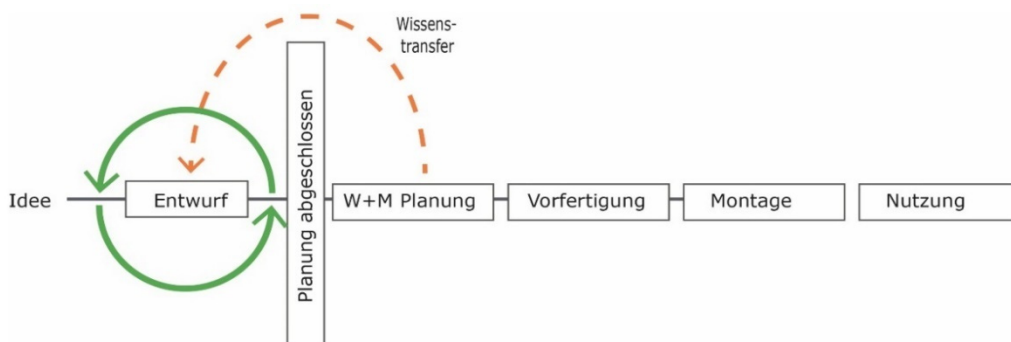 Wissens-
transfer
Idee
Entwurf
Planung abgeschlossen
W+M Planung
Vorfertigung
Montage
Nutzung